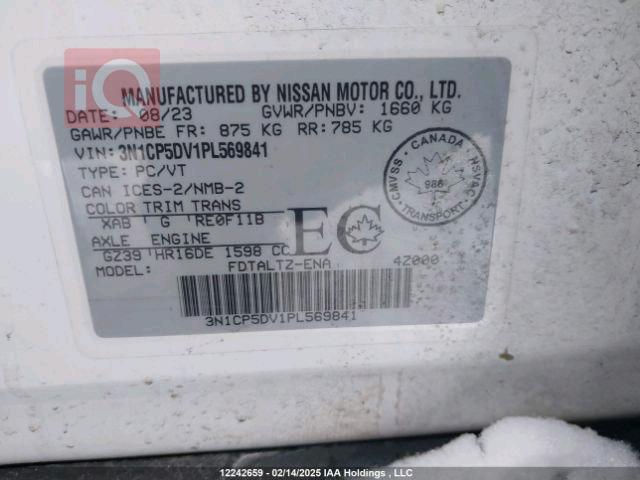 iQ
MANUFACTURED BY NISSAN MOTOR CO., LTD.
DATE: 08/23 GVWR/PNBV: 1660 KG
GAWR/PNBE FR: 875 KG RR: 785 KG
VIN: 3N1CP5DV1PL569841
TYPE: PC/VT
CAN ICES-2/NMB-2
COLOR TRIM TRANS
XAB G RE0F11B
AXLE ENGINE
GZ39 HR16DE 1598 CC
MODEL: FDTALTZ-ENA 4Z000
EC
CMVSS · CANADA · HSVAC
986
TRANSPORT
3N1CP5DV1PL569841
12242659 - 02/14/2025 IAA Holdings , LLC